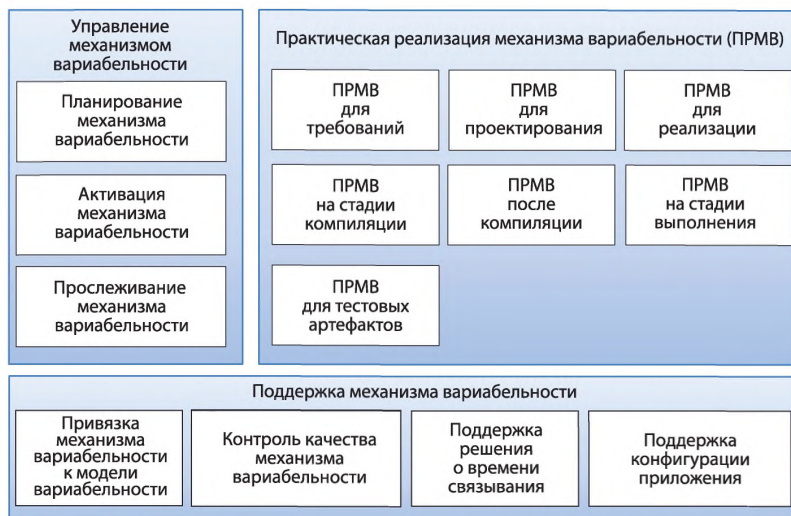 Управление
механизмом
вариабельности
Планирование
механизма
вариабельности
Активация
механизма
вариабельности
Прослеживание
механизма
вариабельности
Практическая реализация механизма вариабельности (ПРМВ)
ПРМВ
для
требований
ПРМВ
для
проектирования
ПРМВ
для
реализации
ПРМВ
на стадии
компиляции
ПРМВ
после
компиляции
ПРМВ
на стадии
выполнения
ПРМВ
для тестовых
артефактов
Поддержка механизма вариабельности
Привязка
механизма
вариабельности
к модели
вариабельности
Контроль качества
механизма
вариабельности
Поддержка
решения
о времени
связывания
Поддержка
конфигурации
приложения